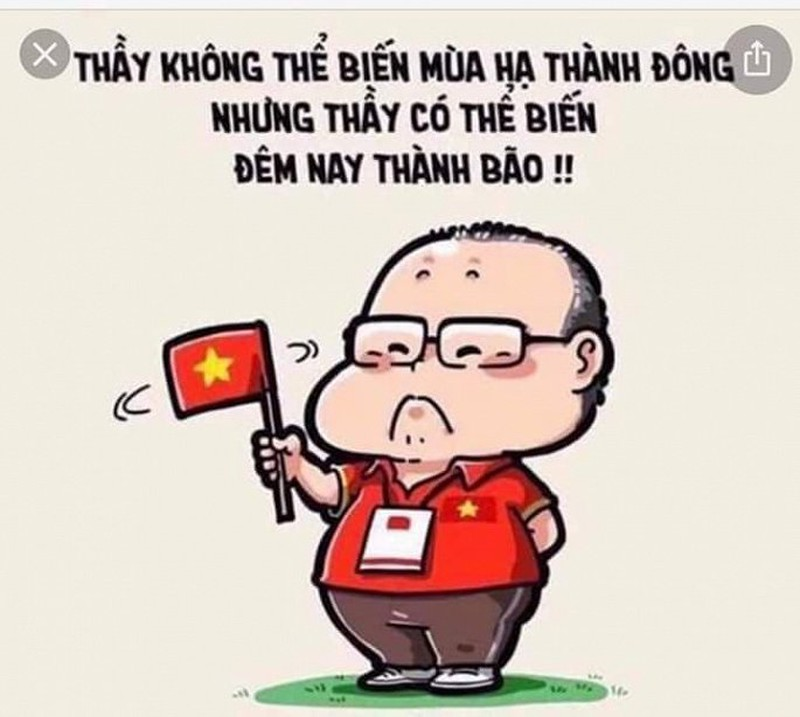 THẦY KHÔNG THỂ BIẾN MÙA HẠ THÀNH ĐÔNG
NHƯNG THẦY CÓ THỂ BIẾN
ĐÊM NAY THÀNH BÃO !!